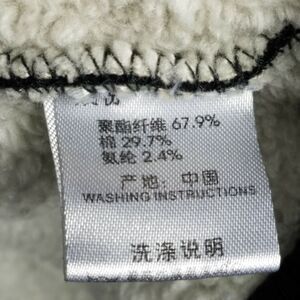 聚酯纤维 67.9%
棉 29.7%
氨纶 2.4%
产地: 中国
WASHING INSTRUCTIONS
洗涤说明